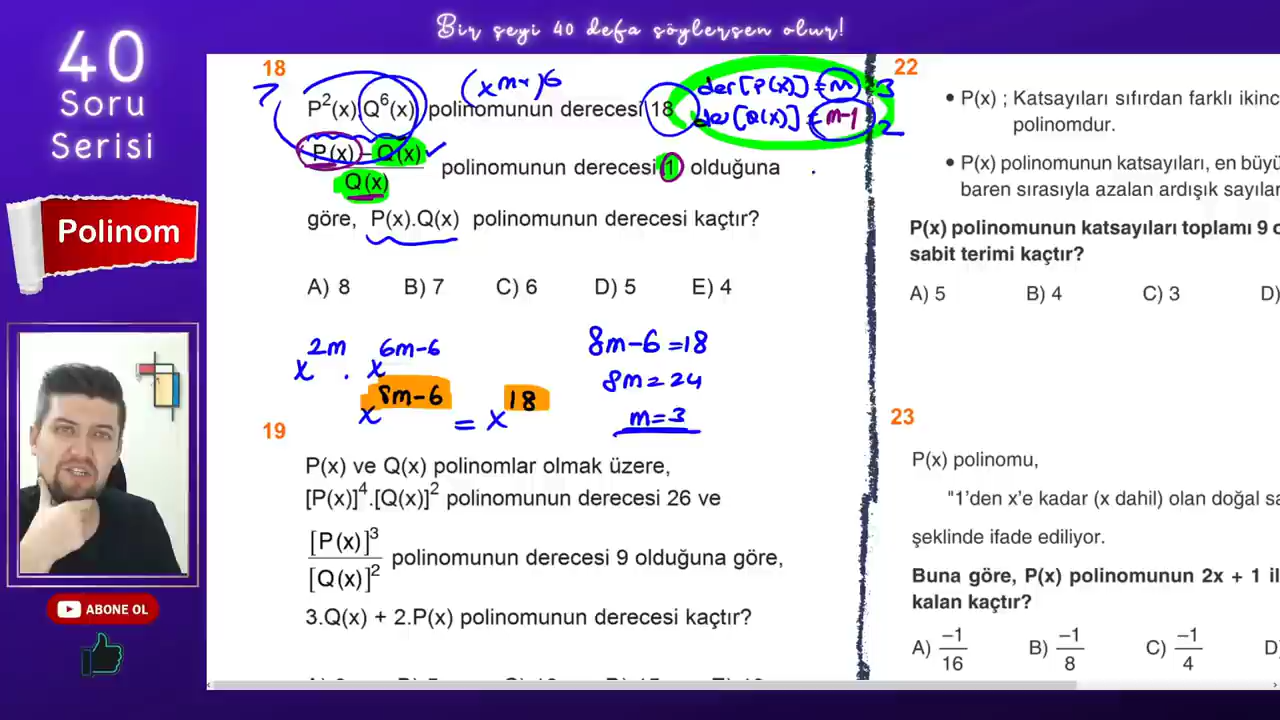 Bir şeyi 40 defa söylersen olur!
40
Soru
Serisi
Polinom
ABONE OL
18
(x^m-1)^6
P²(x).Q⁶(x) polinomunun derecesi 18
der[P(x)] = m 3
der[Q(x)] = m-1 2
P(x) – Q(x)
Q(x)
polinomunun derecesi 1 olduğuna
göre, P(x).Q(x) polinomunun derecesi kaçtır?
A) 8 B) 7 C) 6 D) 5 E) 4
x^2m . x^6m-6
x^8m-6 = x^18
8m-6=18
8m=24
m=3
19
P(x) ve Q(x) polinomlar olmak üzere,
[P(x)]⁴.[Q(x)]² polinomunun derecesi 26 ve
[P(x)]³
[Q(x)]²
polinomunun derecesi 9 olduğuna göre,
3.Q(x) + 2.P(x) polinomunun derecesi kaçtır?
22
• P(x) ; Katsayıları sıfırdan farklı ikinc
polinomdur.
• P(x) polinomunun katsayıları, en büyü
baren sırasıyla azalan ardışık sayılar
P(x) polinomunun katsayıları toplamı 9 o
sabit terimi kaçtır?
A) 5 B) 4 C) 3 D)
23
P(x) polinomu,
"1'den x'e kadar (x dahil) olan doğal sa
şeklinde ifade ediliyor.
Buna göre, P(x) polinomunun 2x + 1 il
kalan kaçtır?
A) –1/16 B) –1/8 C) –1/4 D)